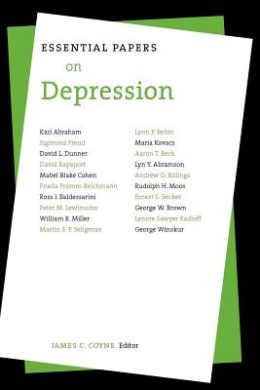 ESSENTIAL PAPERS
on
Depression
Karl Abraham
Sigmund Freud
David L. Dunner
David Rapaport
Mabel Blake Cohen
Frieda Fromm-Reichmann
Ross J. Baldessarini
Peter M. Lewinsohn
William R. Miller
Martin E. P. Seligman
Lynn P. Rehm
Maria Kovacs
Aaron T. Beck
Lyn Y. Abramson
Andrew G. Billings
Rudolph H. Moos
Ernest S. Becker
George W. Brown
Lenore Sawyer Radloff
George Winokur
JAMES C. COYNE Editor